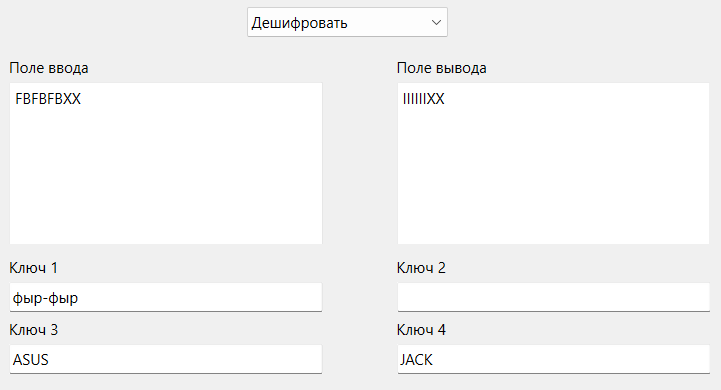 Дешифровать
Поле ввода
Поле вывода
FBFBFBXX
IIIIIIXX
Ключ 1
Ключ 2
фыр-фыр
Ключ 3
Ключ 4
ASUS
JACK